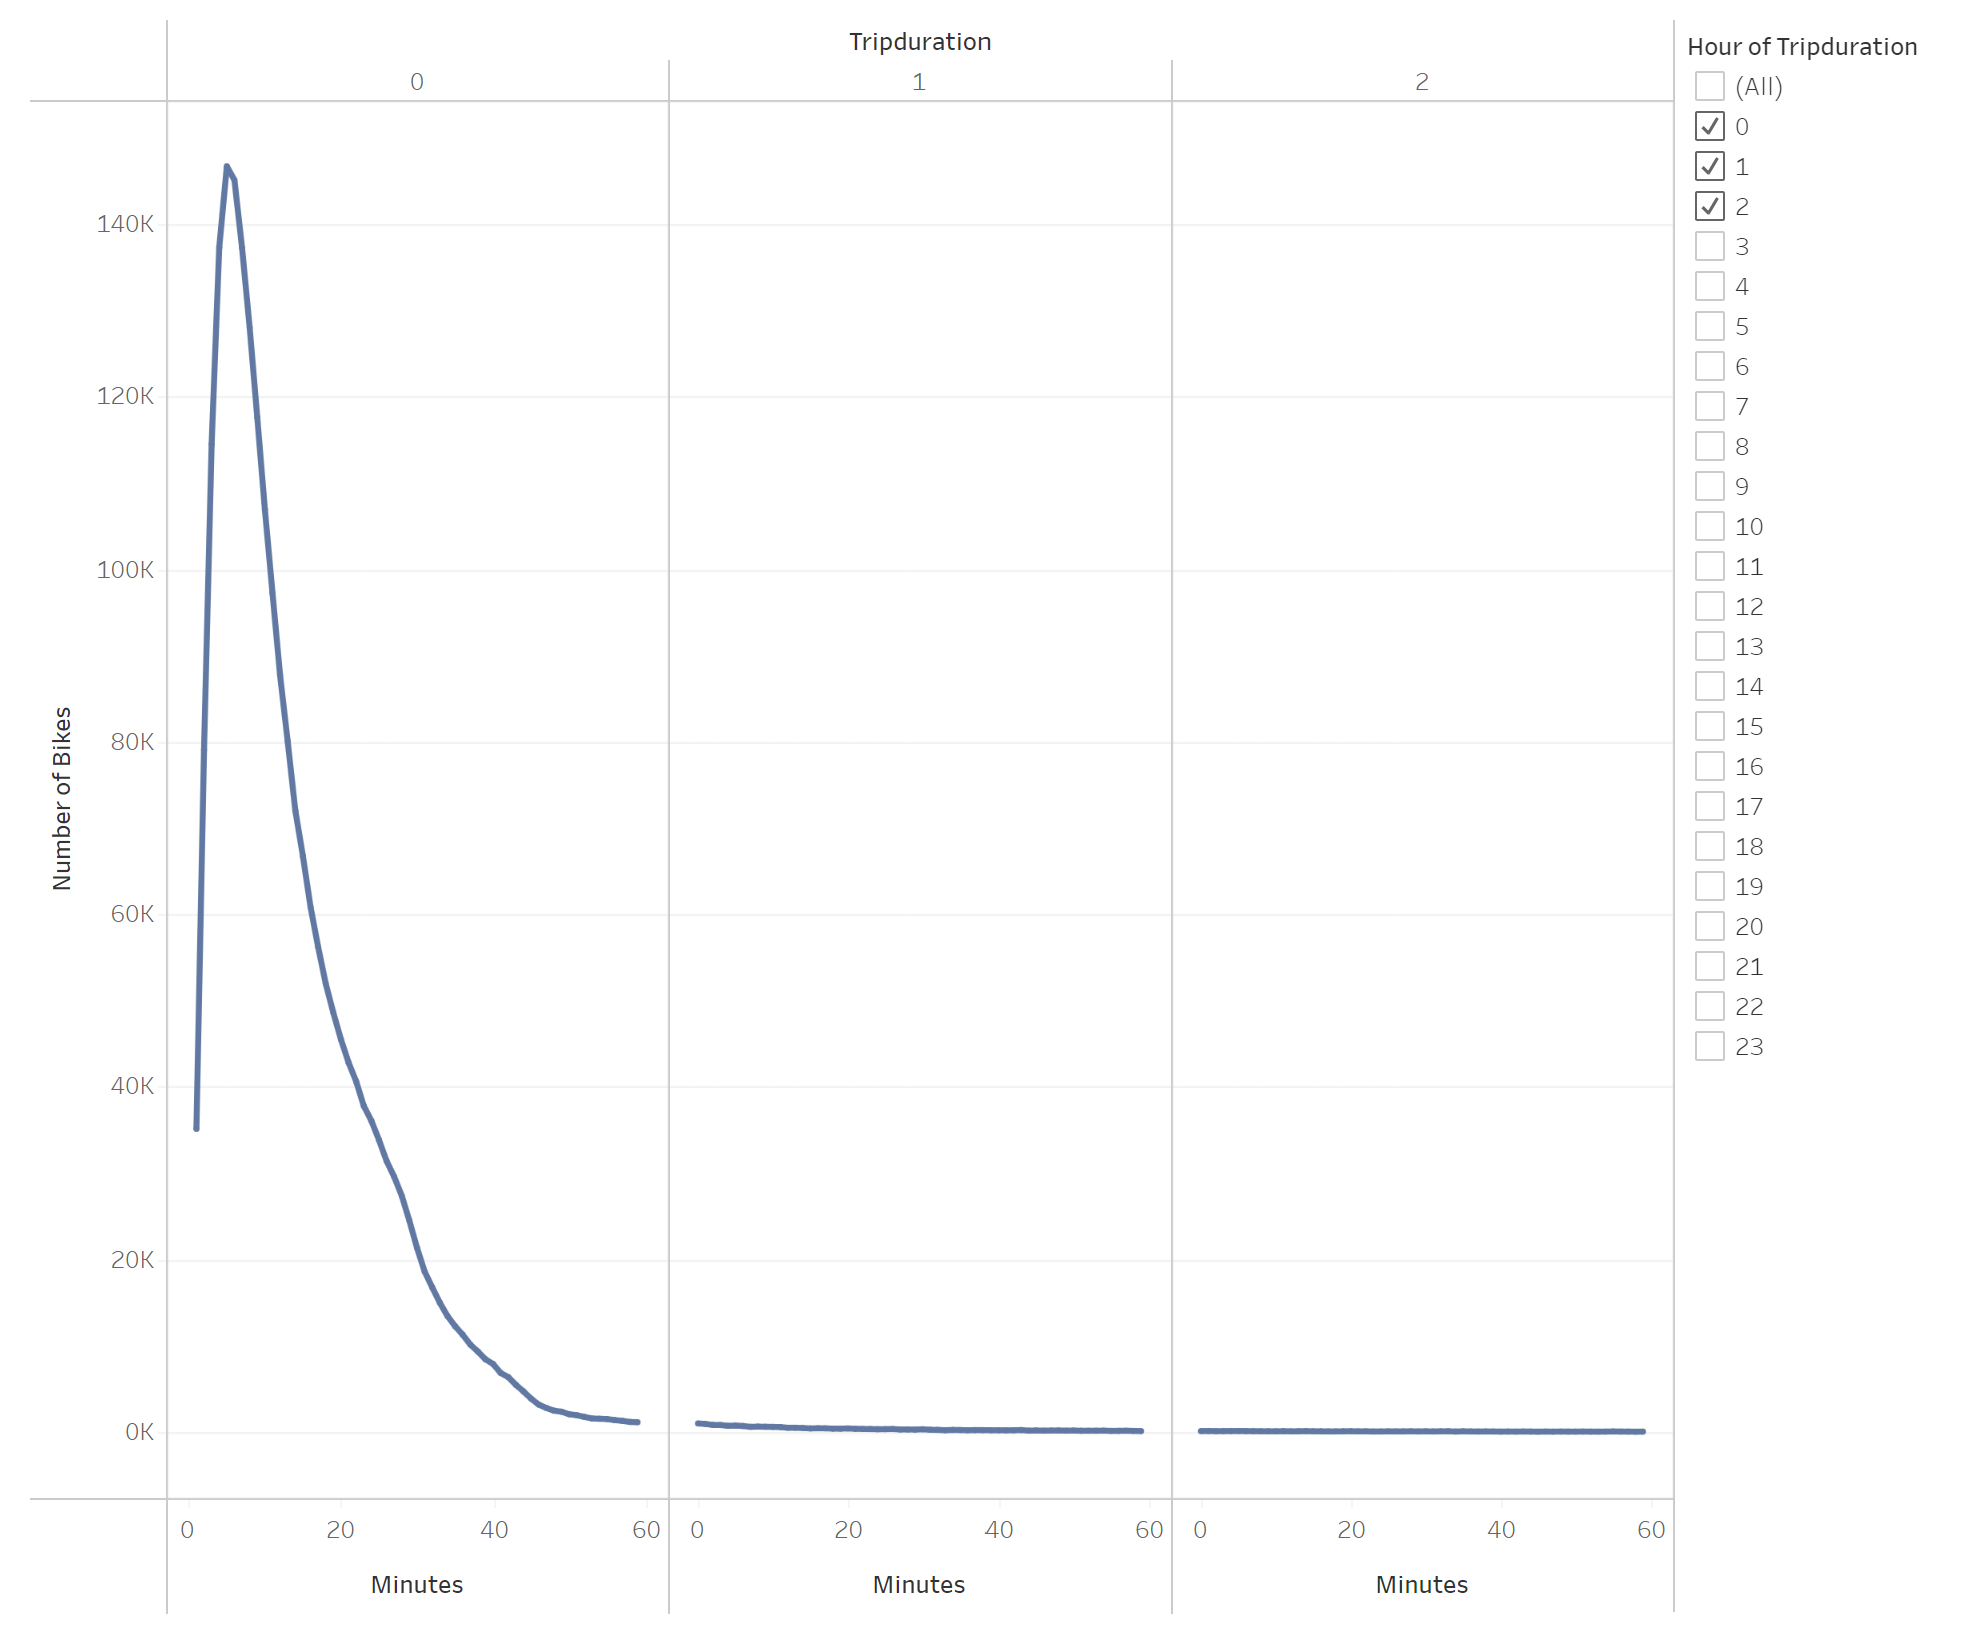 Tripduration
0 1 2
140K
120K
100K
80K
60K
40K
20K
0K
Number of Bikes
0 20 40 60 0 20 40 60 0 20 40 60
Minutes Minutes Minutes
Hour of Tripduration
(All)
0
1
2
3
4
5
6
7
8
9
10
11
12
13
14
15
16
17
18
19
20
21
22
23